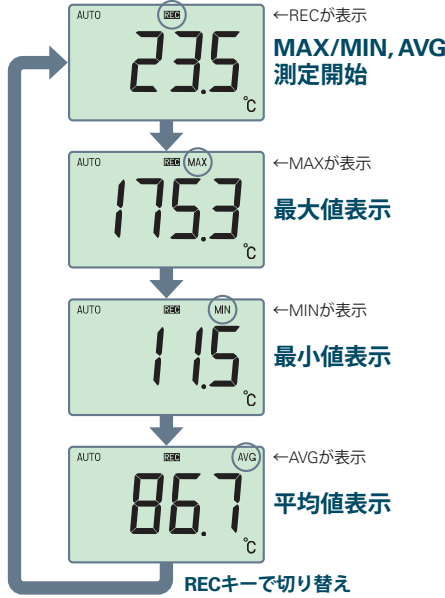 AUTO REC ←RECが表示
23.5 ℃
MAX/MIN, AVG
測定開始
AUTO REC MAX ←MAXが表示
175.3 ℃
最大値表示
AUTO REC MIN ←MINが表示
11.5 ℃
最小値表示
AUTO REC AVG ←AVGが表示
86.7 ℃
平均値表示
RECキーで切り替え